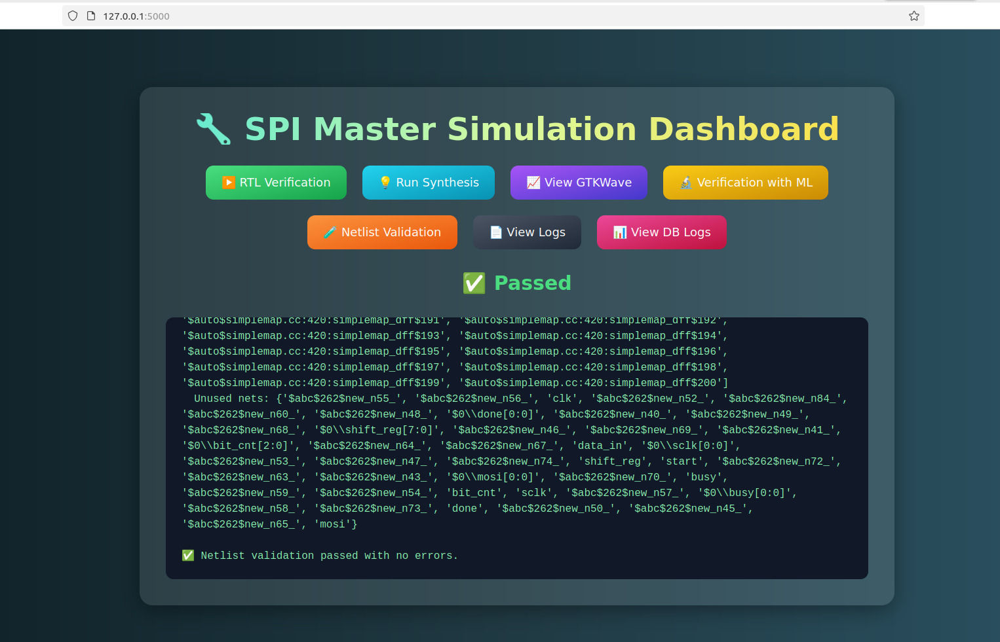 127.0.0.1:5000
🔧 SPI Master Simulation Dashboard
▶️ RTL Verification
💡 Run Synthesis
📈 View GTKWave
🔬 Verification with ML
🧪 Netlist Validation
📄 View Logs
📊 View DB Logs
✅ Passed
'$auto$simplemap.cc:420:simplemap_dff$191', '$auto$simplemap.cc:420:simplemap_dff$192',
'$auto$simplemap.cc:420:simplemap_dff$193', '$auto$simplemap.cc:420:simplemap_dff$194',
'$auto$simplemap.cc:420:simplemap_dff$195', '$auto$simplemap.cc:420:simplemap_dff$196',
'$auto$simplemap.cc:420:simplemap_dff$197', '$auto$simplemap.cc:420:simplemap_dff$198',
'$auto$simplemap.cc:420:simplemap_dff$199', '$auto$simplemap.cc:420:simplemap_dff$200']
Unused nets: {'$abc$262$new_n55_', '$abc$262$new_n56_', 'clk', '$abc$262$new_n52_', '$abc$262$new_n84_',
'$abc$262$new_n60_', '$abc$262$new_n48_', '$0\\done[0:0]', '$abc$262$new_n40_', '$abc$262$new_n49_',
'$abc$262$new_n68_', '$0\\shift_reg[7:0]', '$abc$262$new_n46_', '$abc$262$new_n69_', '$abc$262$new_n41_',
'$0\\bit_cnt[2:0]', '$abc$262$new_n64_', '$abc$262$new_n67_', 'data_in', '$0\\sclk[0:0]',
'$abc$262$new_n53_', '$abc$262$new_n47_', '$abc$262$new_n74_', 'shift_reg', 'start', '$abc$262$new_n72_',
'$abc$262$new_n63_', '$abc$262$new_n43_', '$0\\mosi[0:0]', '$abc$262$new_n70_', 'busy',
'$abc$262$new_n59_', '$abc$262$new_n54_', 'bit_cnt', 'sclk', '$abc$262$new_n57_', '$0\\busy[0:0]',
'$abc$262$new_n58_', '$abc$262$new_n73_', 'done', '$abc$262$new_n50_', '$abc$262$new_n45_',
'$abc$262$new_n65_', 'mosi'}
✅ Netlist validation passed with no errors.